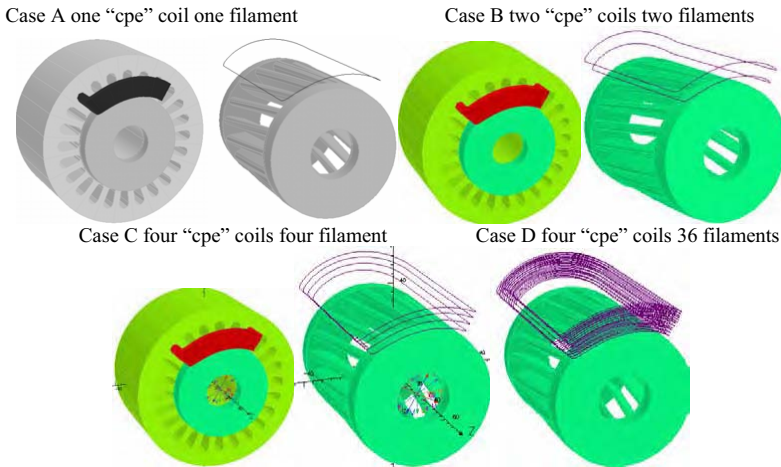 Case A one “cpe” coil one filament
Case B two “cpe” coils two filaments
Case C four “cpe” coils four filament
Case D four “cpe” coils 36 filaments